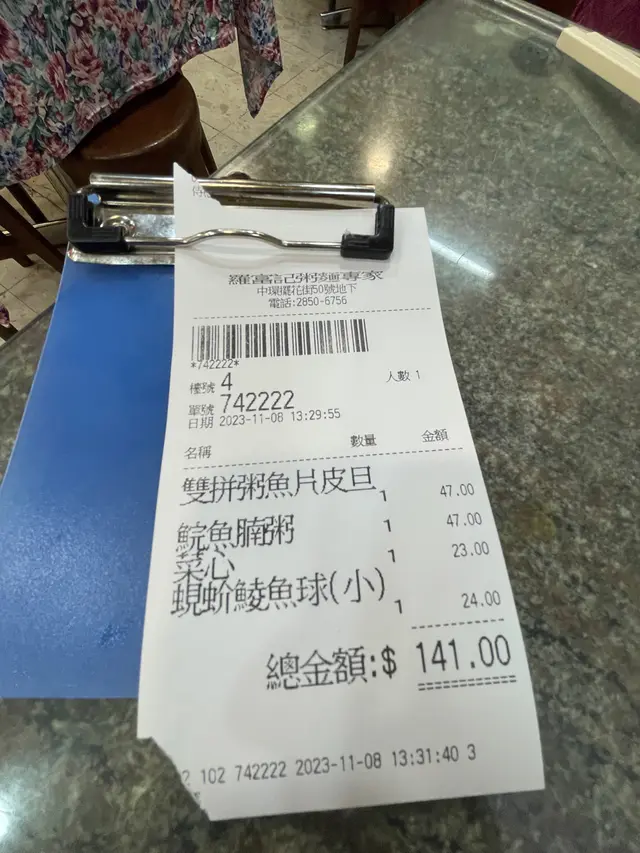 羅富記粥麵專家
中環擺花街50號地下
電話:2850-6756
*742222*
檯號 4 人數 1
單號 742222
日期 2023-11-08 13:29:55
名稱 數量 金額
雙拼粥魚片皮旦 1 47.00
鯇魚腩粥 1 47.00
菜心 1 23.00
蜆蚧鯪魚球(小) 1 24.00
總金額:$ 141.00
2 102 742222 2023-11-08 13:31:40 3